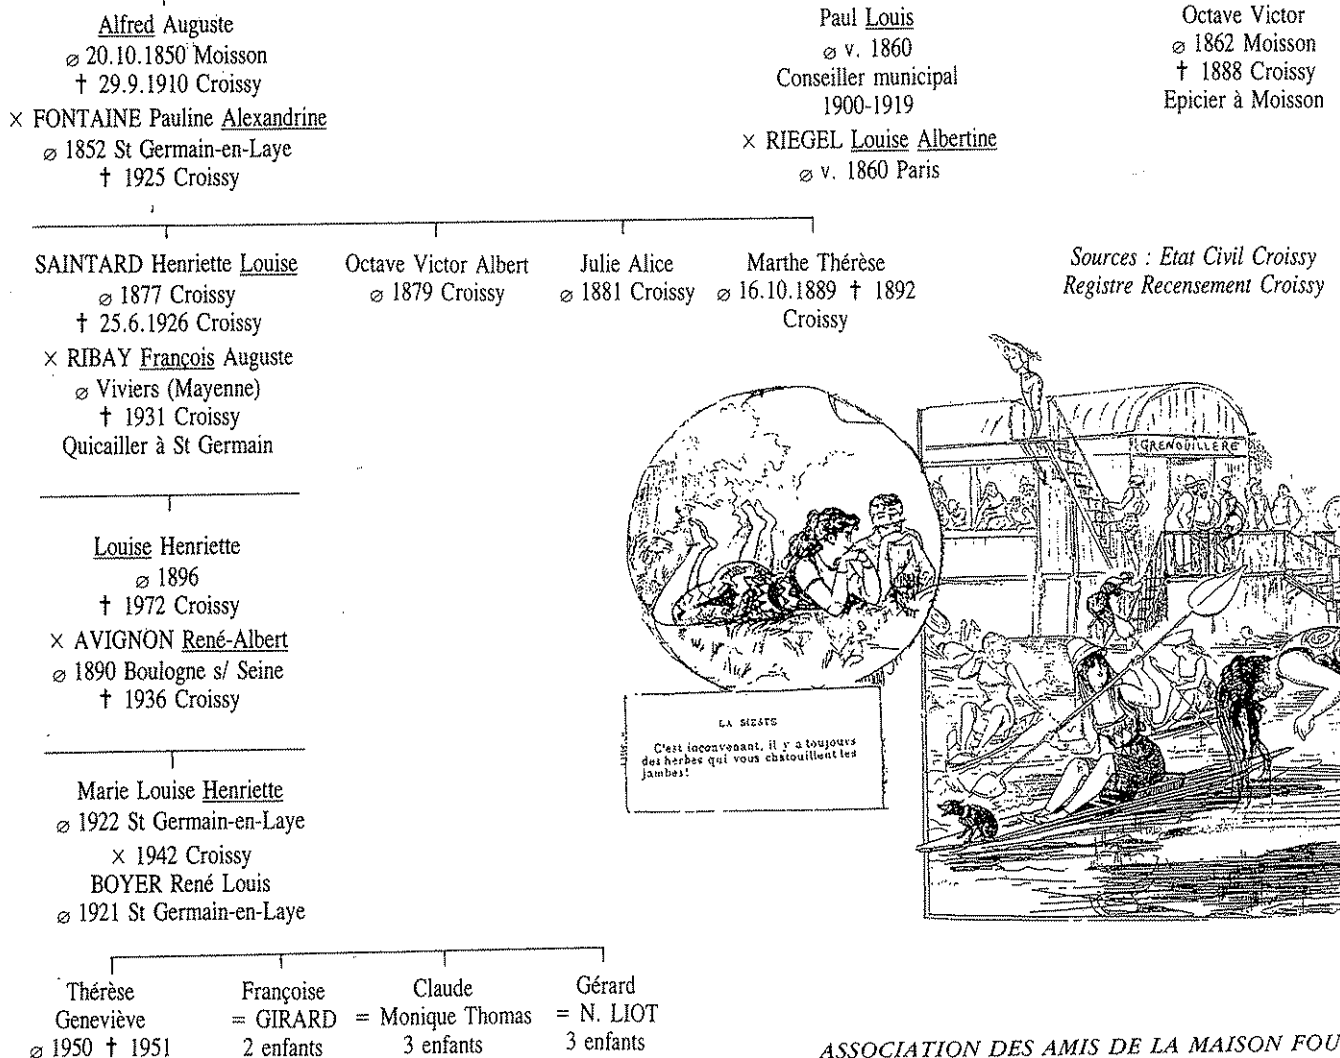 Alfred Auguste
ø 20.10.1850 Moisson
† 29.9.1910 Croissy
× FONTAINE Pauline Alexandrine
ø 1852 St Germain-en-Laye
† 1925 Croissy
Paul Louis
ø v. 1860
Conseiller municipal
1900-1919
× RIEGEL Louise Albertine
ø v. 1860 Paris
Octave Victor
ø 1862 Moisson
† 1888 Croissy
Epicier à Moisson
SAINTARD Henriette Louise
ø 1877 Croissy
† 25.6.1926 Croissy
× RIBAY François Auguste
ø Viviers (Mayenne)
† 1931 Croissy
Quicailler à St Germain
Octave Victor Albert
ø 1879 Croissy
Julie Alice
ø 1881 Croissy
Marthe Thérèse
ø 16.10.1889 † 1892
Croissy
Sources : Etat Civil Croissy
Registre Recensement Croissy
GRENOUILLERE
Louise Henriette
ø 1896
† 1972 Croissy
× AVIGNON René-Albert
ø 1890 Boulogne s/ Seine
† 1936 Croissy
LA SIESTE
C'est inconvenant, il y a toujours
des herbes qui vous chatouillent les
jambes!
Marie Louise Henriette
ø 1922 St Germain-en-Laye
× 1942 Croissy
BOYER René Louis
ø 1921 St Germain-en-Laye
Thérèse
Geneviève
ø 1950 † 1951
Françoise
= GIRARD
2 enfants
Claude
= Monique Thomas
3 enfants
Gérard
= N. LIOT
3 enfants
ASSOCIATION DES AMIS DE LA MAISON FOU